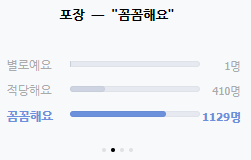 포장 — "꼼꼼해요"
별로예요 1명
적당해요 410명
꼼꼼해요 1129명